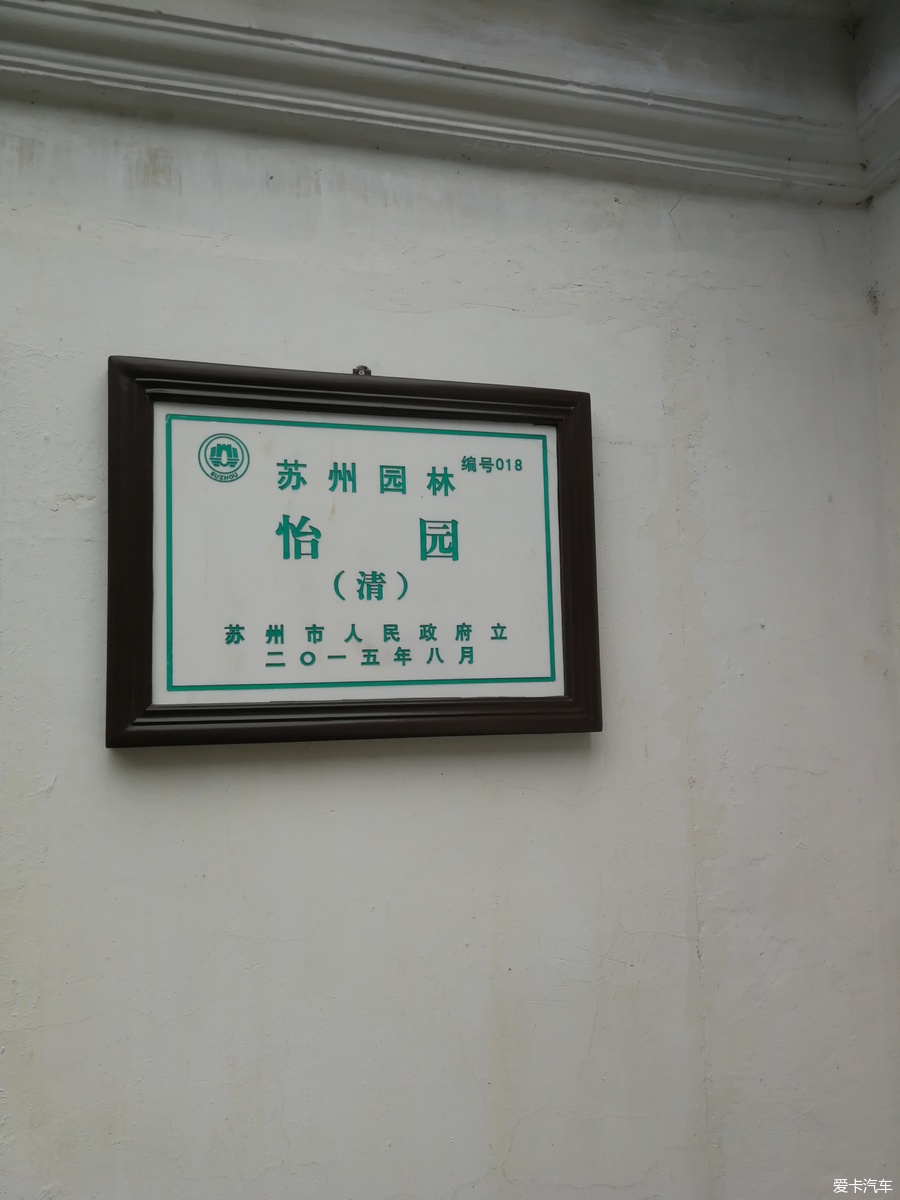 SUZHOU
苏州园林 编号018
怡园
（清）
苏州市人民政府立
二〇一五年八月
爱卡汽车